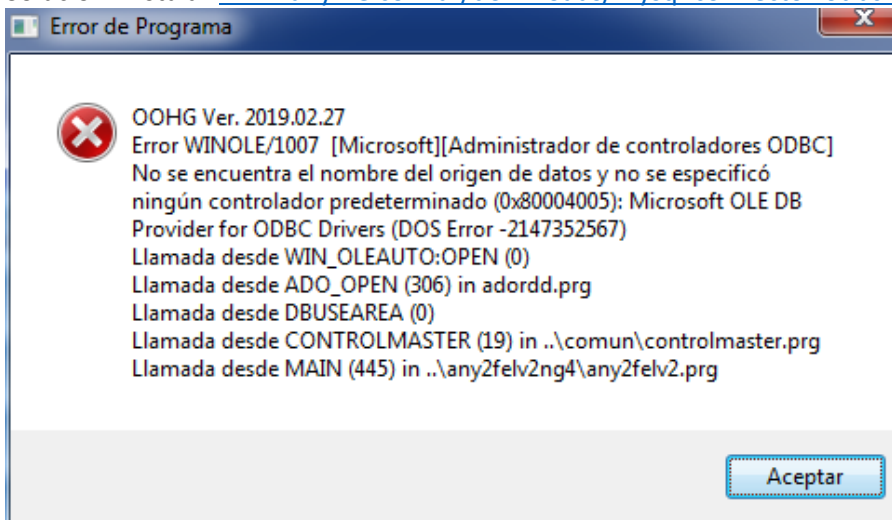 Error de Programa
X
OOHG Ver. 2019.02.27
Error WINOLE/1007 [Microsoft][Administrador de controladores ODBC]
No se encuentra el nombre del origen de datos y no se especificó
ningún controlador predeterminado (0x80004005): Microsoft OLE DB
Provider for ODBC Drivers (DOS Error -2147352567)
Llamada desde WIN_OLEAUTO:OPEN (0)
Llamada desde ADO_OPEN (306) in adordd.prg
Llamada desde DBUSEAREA (0)
Llamada desde CONTROLMASTER (19) in ..\comun\controlmaster.prg
Llamada desde MAIN (445) in ..\any2felv2ng4\any2felv2.prg
Aceptar